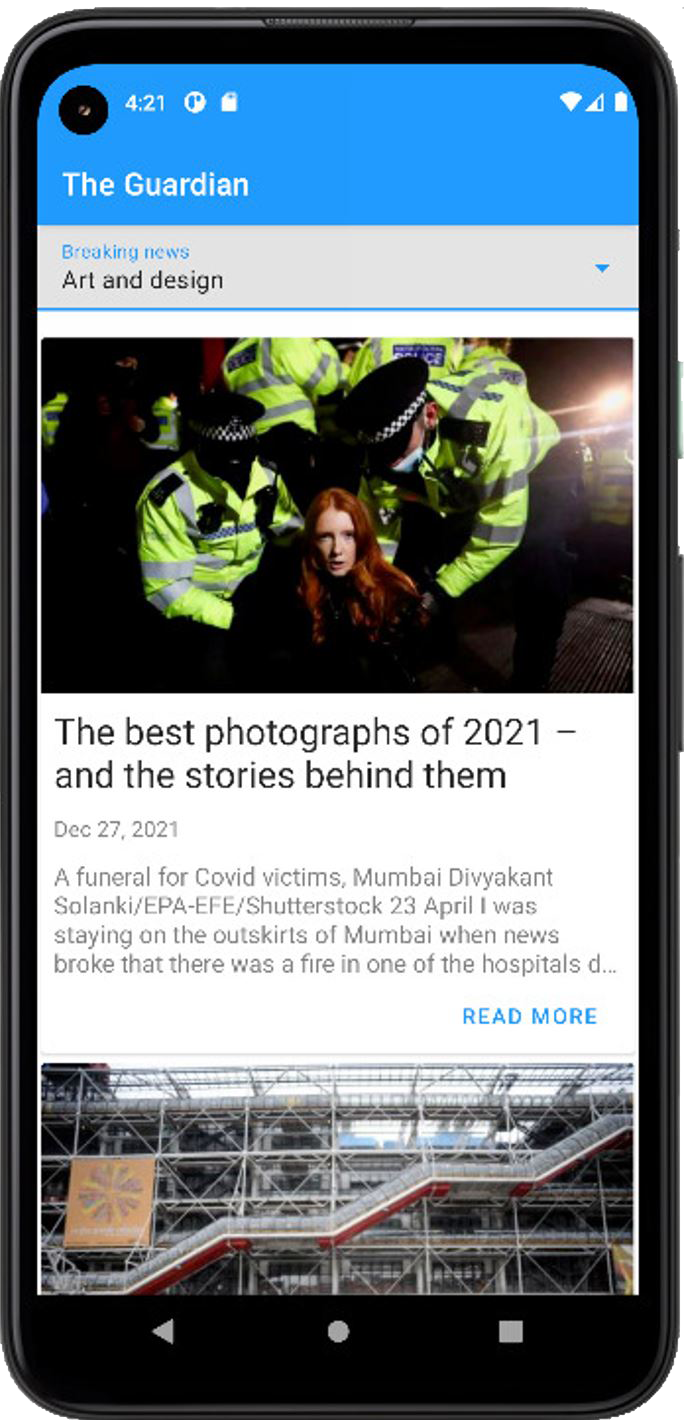 4:21
The Guardian
Breaking news
Art and design
POLICE
The best photographs of 2021 –
and the stories behind them
Dec 27, 2021
A funeral for Covid victims, Mumbai Divyakant
Solanki/EPA-EFE/Shutterstock 23 April I was
staying on the outskirts of Mumbai when news
broke that there was a fire in one of the hospitals d...
READ MORE